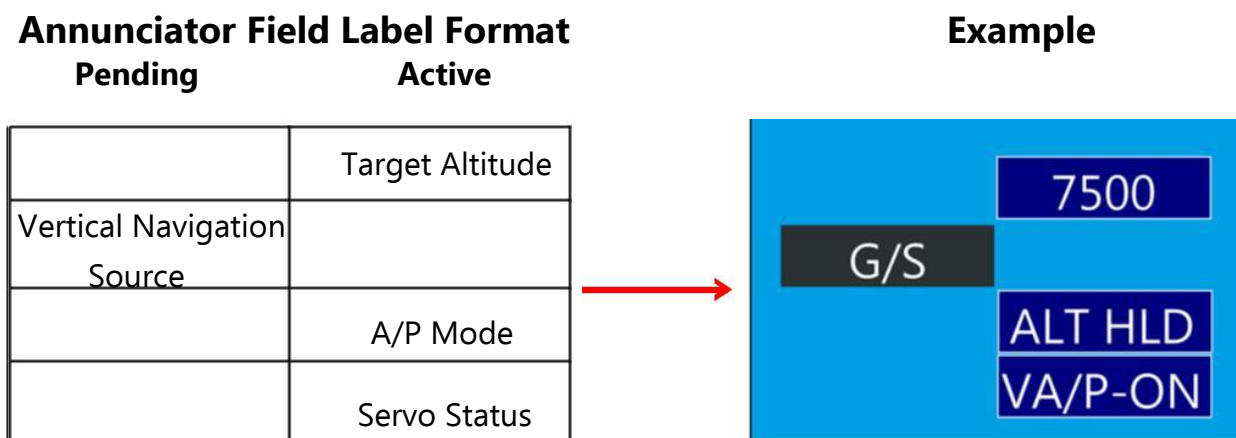 Annunciator Field Label Format
Example
Pending
Active
Target Altitude
Vertical Navigation
Source
A/P Mode
Servo Status
7500
G/S
ALT HLD
VA/P-ON